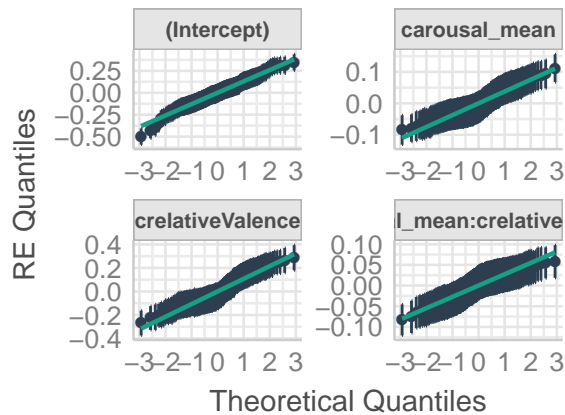 (Intercept)
carousal_mean
0.25
0.00
−0.25
−0.50
0.1
0.0
−0.1
−3−2−1 0 1 2 3
−3−2−1 0 1 2 3
crelativeValence
l_mean:crelative
0.4
0.2
0.0
−0.2
−0.4
0.10
0.05
0.00
−0.05
−0.10
−3−2−1 0 1 2 3
−3−2−1 0 1 2 3
RE Quantiles
Theoretical Quantiles